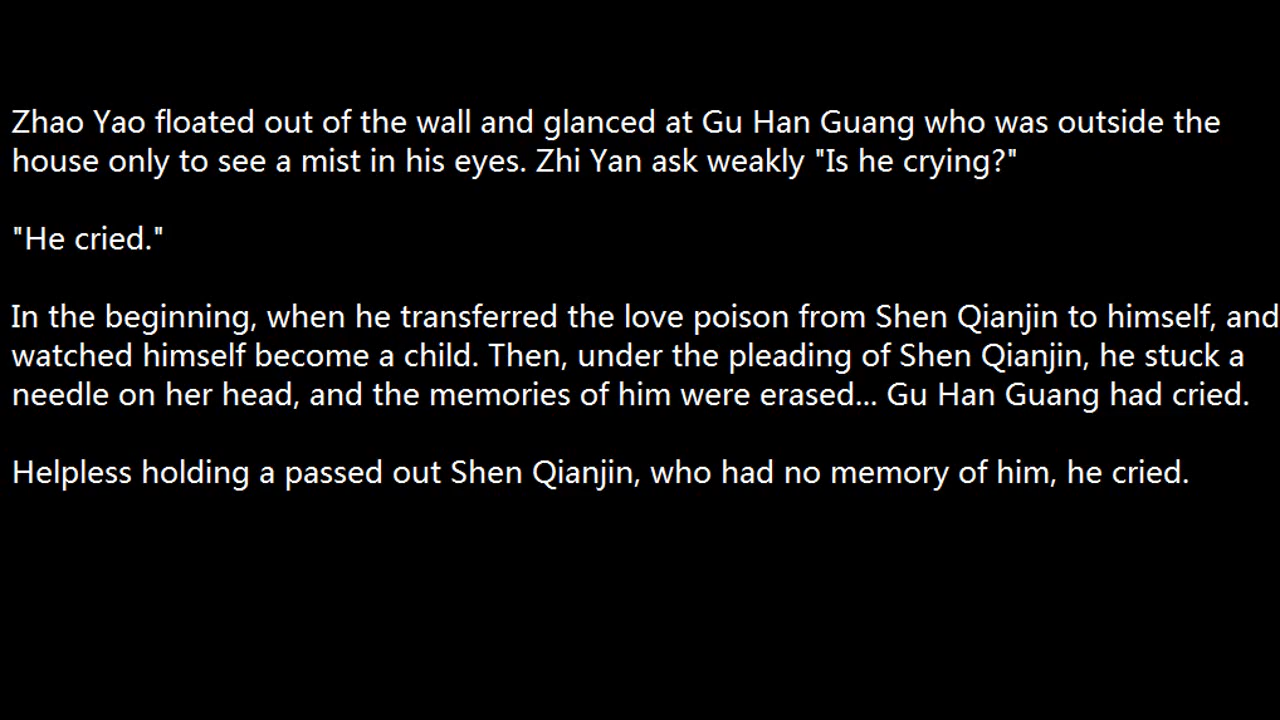 Zhao Yao floated out of the wall and glanced at Gu Han Guang who was outside the
house only to see a mist in his eyes. Zhi Yan ask weakly "Is he crying?"
"He cried."
In the beginning, when he transferred the love poison from Shen Qianjin to himself, and
watched himself become a child. Then, under the pleading of Shen Qianjin, he stuck a
needle on her head, and the memories of him were erased... Gu Han Guang had cried.
Helpless holding a passed out Shen Qianjin, who had no memory of him, he cried.